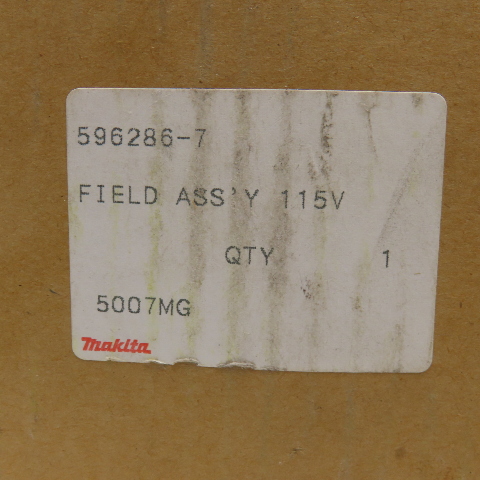 596286-7
FIELD ASS'Y 115V
QTY 1
5007MG
makita